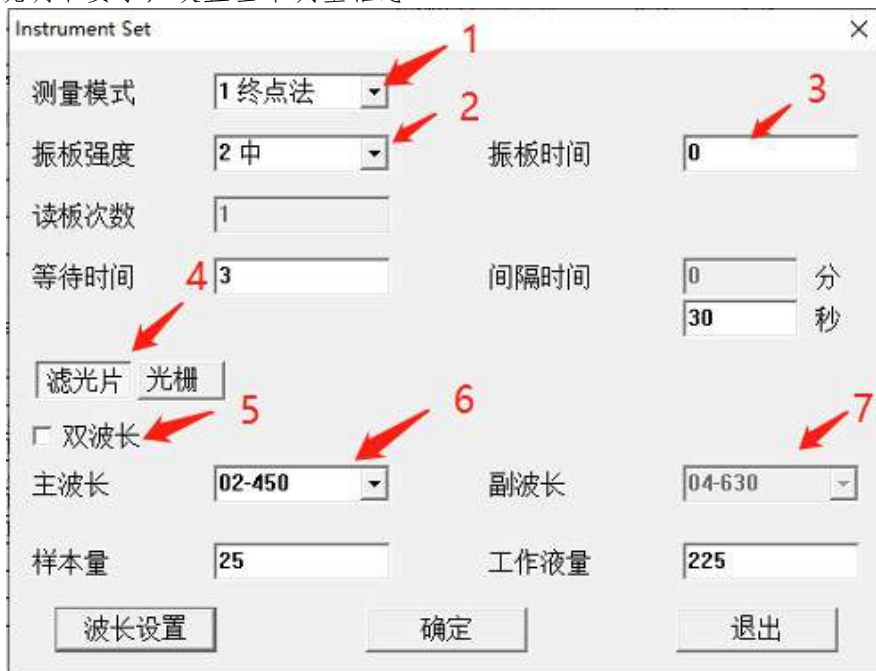 Instrument Set
1
测量模式 1 终点法
2
3
振板强度 2 中 振板时间 0
读板次数 1
等待时间 3 间隔时间 0 分
4
30 秒
滤光片 光栅
5
6
7
双波长
主波长 02-450 副波长 04-630
样本量 25 工作液量 225
波长设置 确定 退出